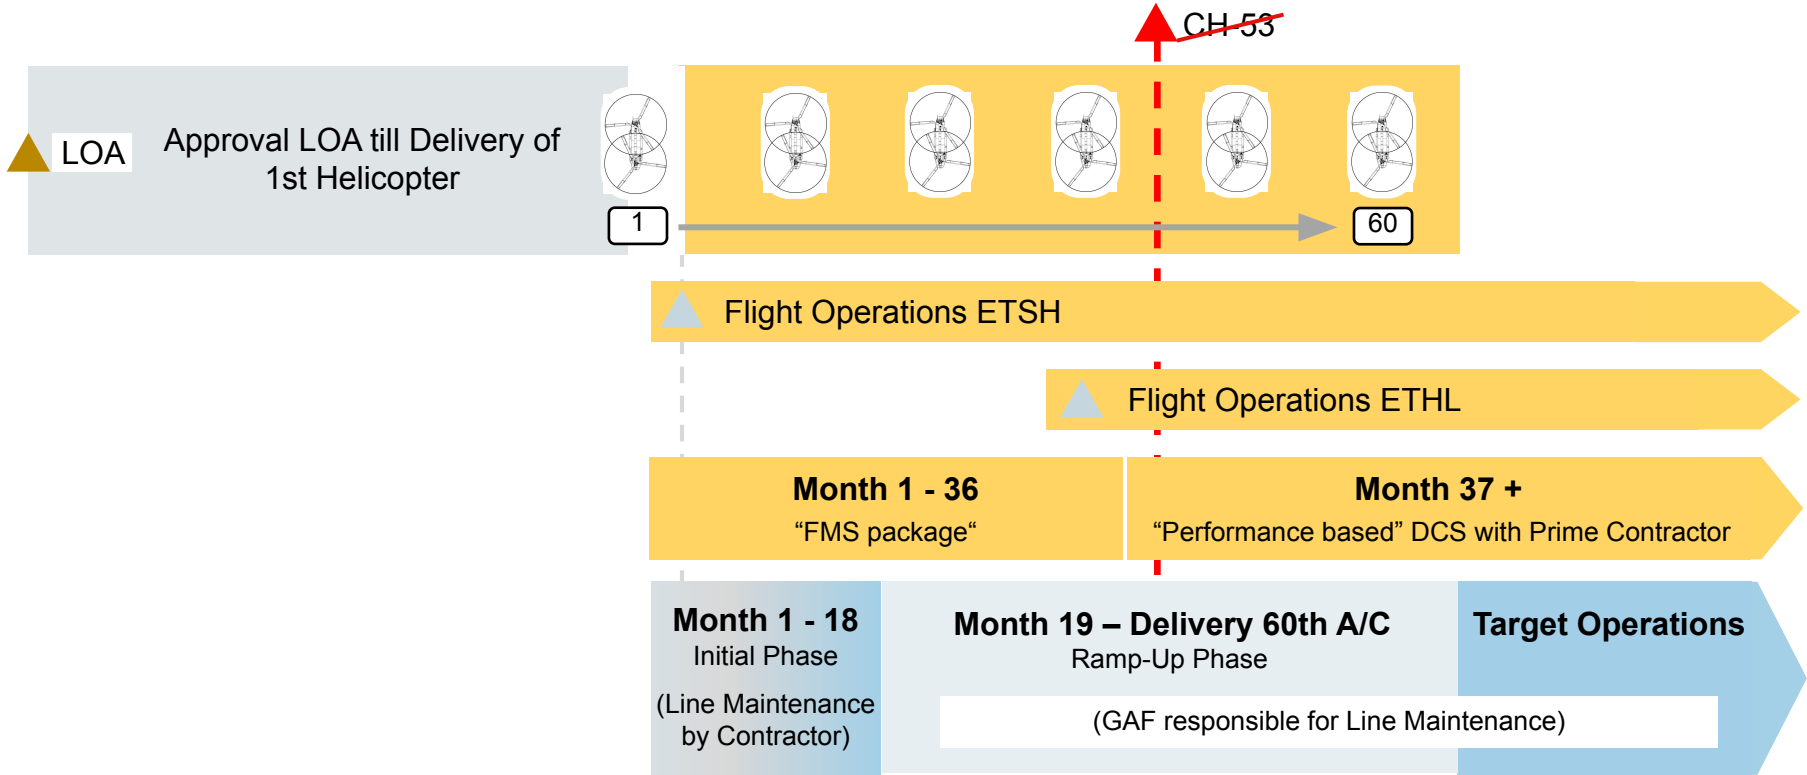 CH-53
LOA
Approval LOA till Delivery of
1st Helicopter
1
60
Flight Operations ETSH
Flight Operations ETHL
Month 1 - 36
“FMS package“
Month 37 +
“Performance based” DCS with Prime Contractor
Month 1 - 18
Initial Phase
(Line Maintenance
by Contractor)
Month 19 – Delivery 60th A/C
Ramp-Up Phase
Target Operations
(GAF responsible for Line Maintenance)